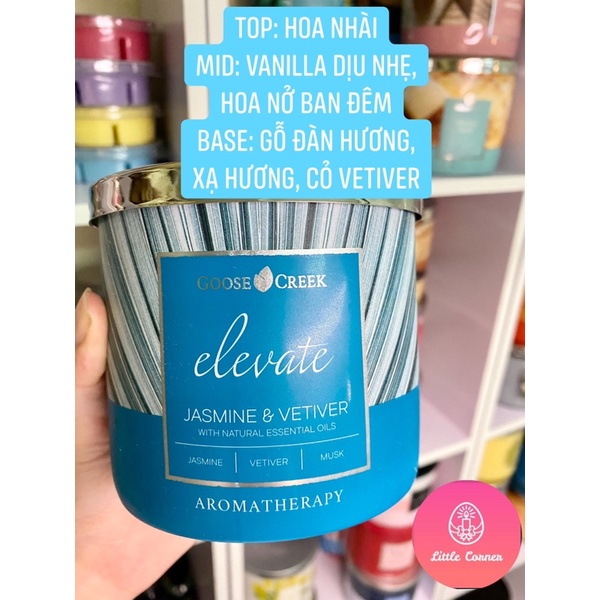 TOP: HOA NHÀI
MID: VANILLA DỊU NHẸ,
HOA NỞ BAN ĐÊM
BASE: GỖ ĐÀN HƯƠNG,
XẠ HƯƠNG, CỎ VETIVER
GOOSE CREEK
elevate
JASMINE & VETIVER
WITH NATURAL ESSENTIAL OILS
JASMINE | VETIVER | MUSK
AROMATHERAPY
Little Corner